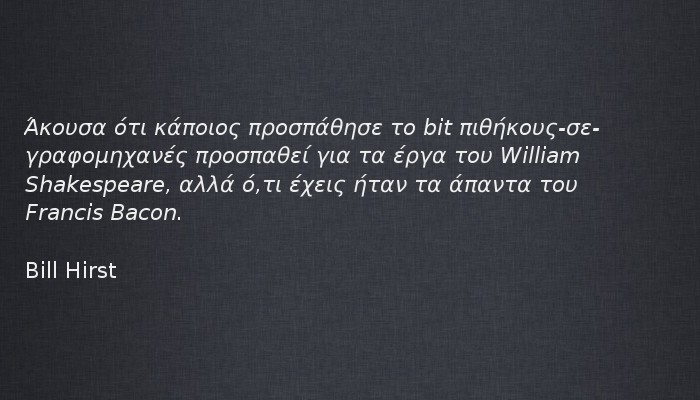 Άκουσα ότι κάποιος προσπάθησε το bit πιθήκους-σε-
γραφομηχανές προσπαθεί για τα έργα του William
Shakespeare, αλλά ό,τι έχεις ήταν τα άπαντα του
Francis Bacon.
Bill Hirst